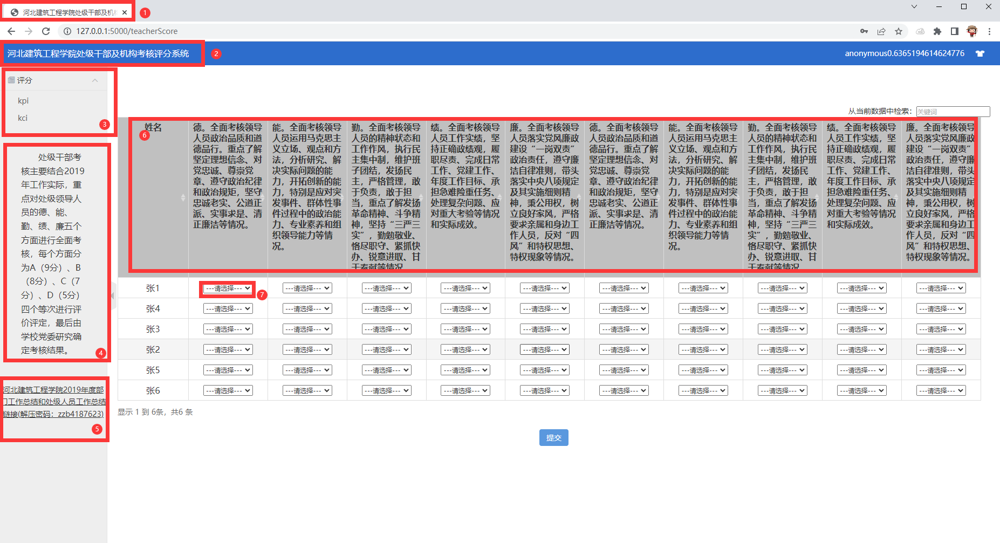 河北建筑工程学院处级干部及机
1
127.0.0.1:5000/teacherScore
河北建筑工程学院处级干部及机构考核评分系统
2
anonymous0.6365194614624776
评分
kpi
kci
3
处级干部考
核主要结合2019
年工作实际，重
点对处级领导人
员的德、能、
勤、绩、廉五个
方面进行全面考
核，每个方面分
为A（9分）、B
（8分）、C（7
分）、D（5分）
四个等次进行评
价评定，最后由
学校党委研究确
定考核结果。
4
河北建筑工程学院2019年度部
门工作总结和处级人员工作总结
链接(解压密码：zzb4187623)
5
从当前数据中检索：
关键词
姓名
6
德。全面考核领导
人员政治品质和道
德品行。重点了解
坚定理想信念、对
党忠诚、尊崇党
章、遵守政治纪律
和政治规矩，坚守
忠诚老实、公道正
派、实事求是、清
正廉洁等情况。
能。全面考核领导
人员运用马克思主
义立场、观点和方
法，分析研究、解
决实际问题的能
力，开拓创新的能
力，特别是应对突
发事件、群体性事
件过程中的政治能
力、专业素养和组
织领导能力等情
况。
勤。全面考核领导
人员的精神状态和
工作作风，执行民
主集中制，维护班
子团结，发扬民
主，严格管理，敢
于负责，敢于担
当，重点了解发扬
革命精神、斗争精
神，坚持“三严三
实”，勤勉敬业、
恪尽职守、紧抓快
办、锐意进取、甘
于奉献等情况
绩。全面考核领导
人员工作实绩，坚
持正确政绩观，履
职尽责、完成日常
工作、党建工作、
年度工作目标、承
担急难险重任务、
处理复杂问题、应
对重大考验等情况
和实际成效。
廉。全面考核领导
人员落实党风廉政
建设“一岗双责”
政治责任，遵守廉
洁自律准则，带头
落实中央八项规定
及其实施细则精
神，秉公用权，树
立良好家风，严格
要求亲属和身边工
作人员，反对“四
风”和特权思想、
特权现象等情况。
德。全面考核领导
人员政治品质和道
德品行。重点了解
坚定理想信念、对
党忠诚、尊崇党
章、遵守政治纪律
和政治规矩，坚守
忠诚老实、公道正
派、实事求是、清
正廉洁等情况。
能。全面考核领导
人员运用马克思主
义立场、观点和方
法，分析研究、解
决实际问题的能
力，开拓创新的能
力，特别是应对突
发事件、群体性事
件过程中的政治能
力、专业素养和组
织领导能力等情
况。
勤。全面考核领导
人员的精神状态和
工作作风，执行民
主集中制，维护班
子团结，发扬民
主，严格管理，敢
于负责，敢于担
当，重点了解发扬
革命精神、斗争精
神，坚持“三严三
实”，勤勉敬业、
恪尽职守、紧抓快
办、锐意进取、甘
于奉献等情况
绩。全面考核领导
人员工作实绩，坚
持正确政绩观，履
职尽责、完成日常
工作、党建工作、
年度工作目标、承
担急难险重任务、
处理复杂问题、应
对重大考验等情况
和实际成效。
廉。全面考核领导
人员落实党风廉政
建设“一岗双责”
政治责任，遵守廉
洁自律准则，带头
落实中央八项规定
及其实施细则精
神，秉公用权，树
立良好家风，严格
要求亲属和身边工
作人员，反对“四
风”和特权思想、
特权现象等情况。
张1 ---请选择--- 7 ---请选择--- ---请选择--- ---请选择--- ---请选择--- ---请选择--- ---请选择--- ---请选择--- ---请选择--- ---请选择---
张4 ---请选择--- ---请选择--- ---请选择--- ---请选择--- ---请选择--- ---请选择--- ---请选择--- ---请选择--- ---请选择--- ---请选择---
张3 ---请选择--- ---请选择--- ---请选择--- ---请选择--- ---请选择--- ---请选择--- ---请选择--- ---请选择--- ---请选择--- ---请选择---
张2 ---请选择--- ---请选择--- ---请选择--- ---请选择--- ---请选择--- ---请选择--- ---请选择--- ---请选择--- ---请选择--- ---请选择---
张5 ---请选择--- ---请选择--- ---请选择--- ---请选择--- ---请选择--- ---请选择--- ---请选择--- ---请选择--- ---请选择--- ---请选择---
张6 ---请选择--- ---请选择--- ---请选择--- ---请选择--- ---请选择--- ---请选择--- ---请选择--- ---请选择--- ---请选择--- ---请选择---
显示 1 到 6条，共6 条
提交